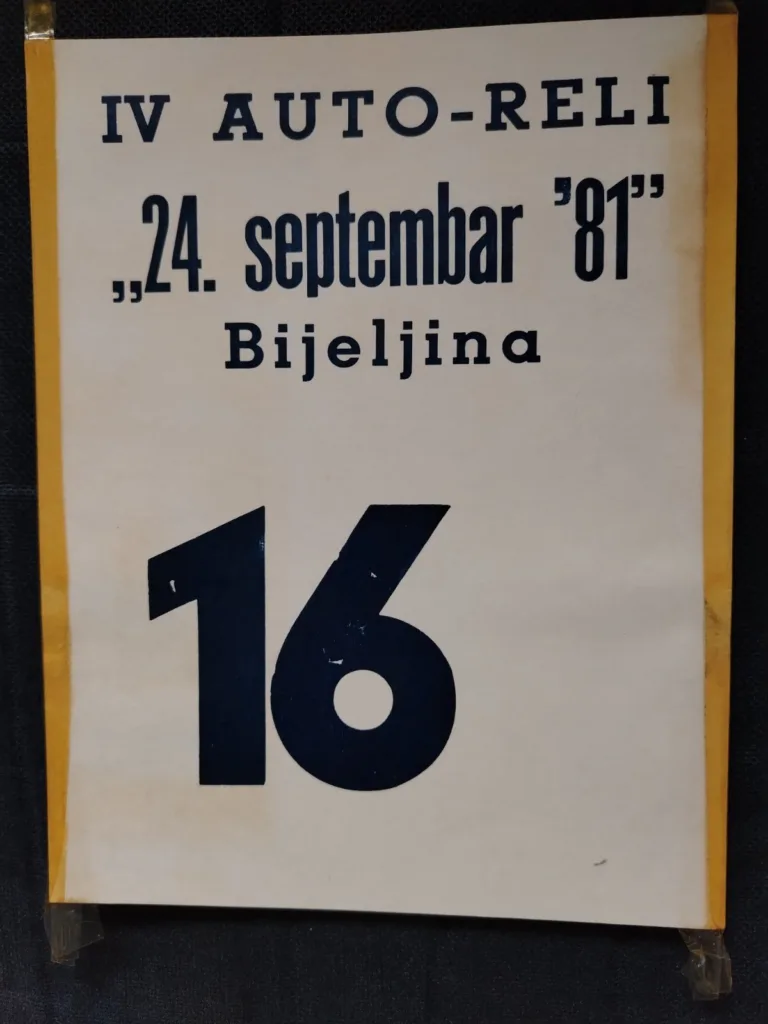 IV AUTO-RELI
„24. septembar ’81”
Bijeljina
16